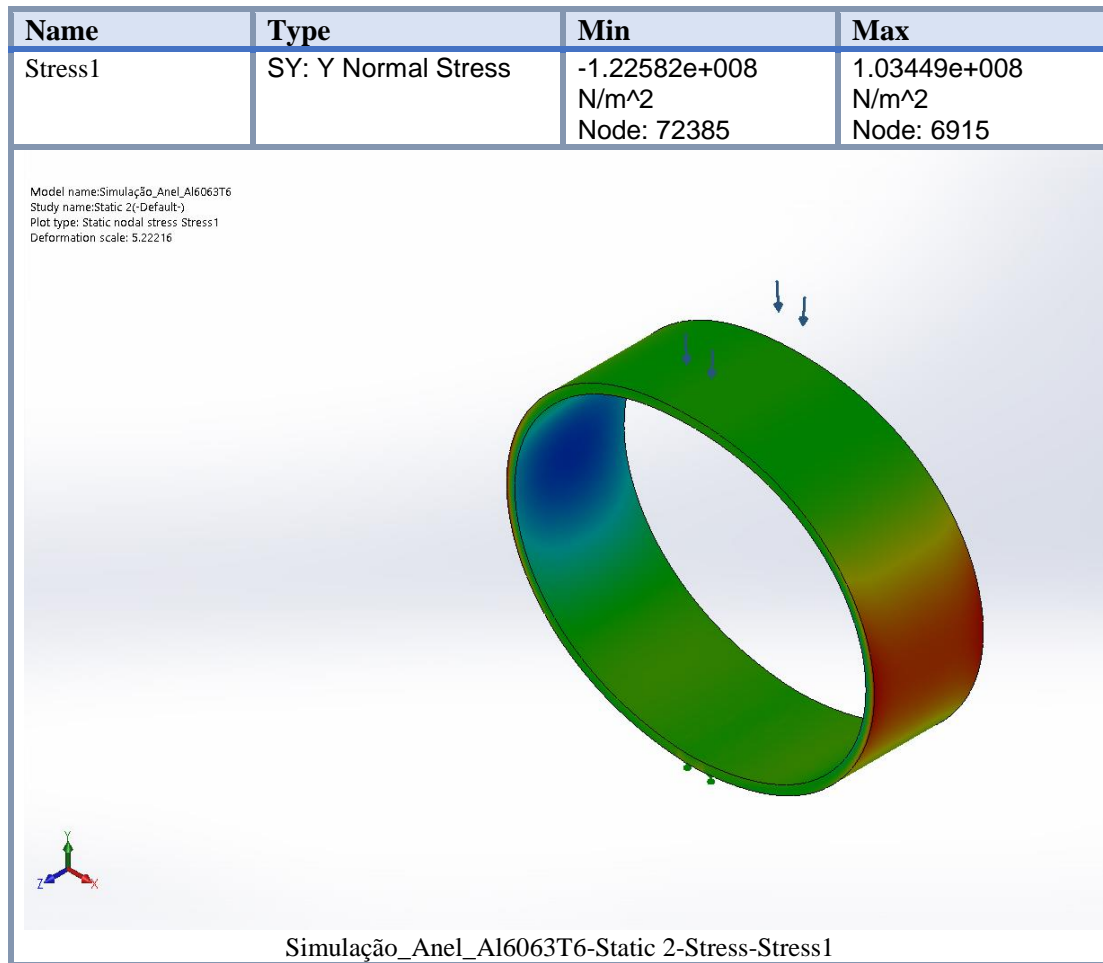 Name Type Min Max
Stress1 SY: Y Normal Stress -1.22582e+008 1.03449e+008
N/m^2 N/m^2
Node: 72385 Node: 6915
Model name:Simulação_Anel_Al6063T6
Study name:Static 2(-Default-)
Plot type: Static nodal stress Stress1
Deformation scale: 5.22216
Y
Z X
Simulação_Anel_Al6063T6-Static 2-Stress-Stress1